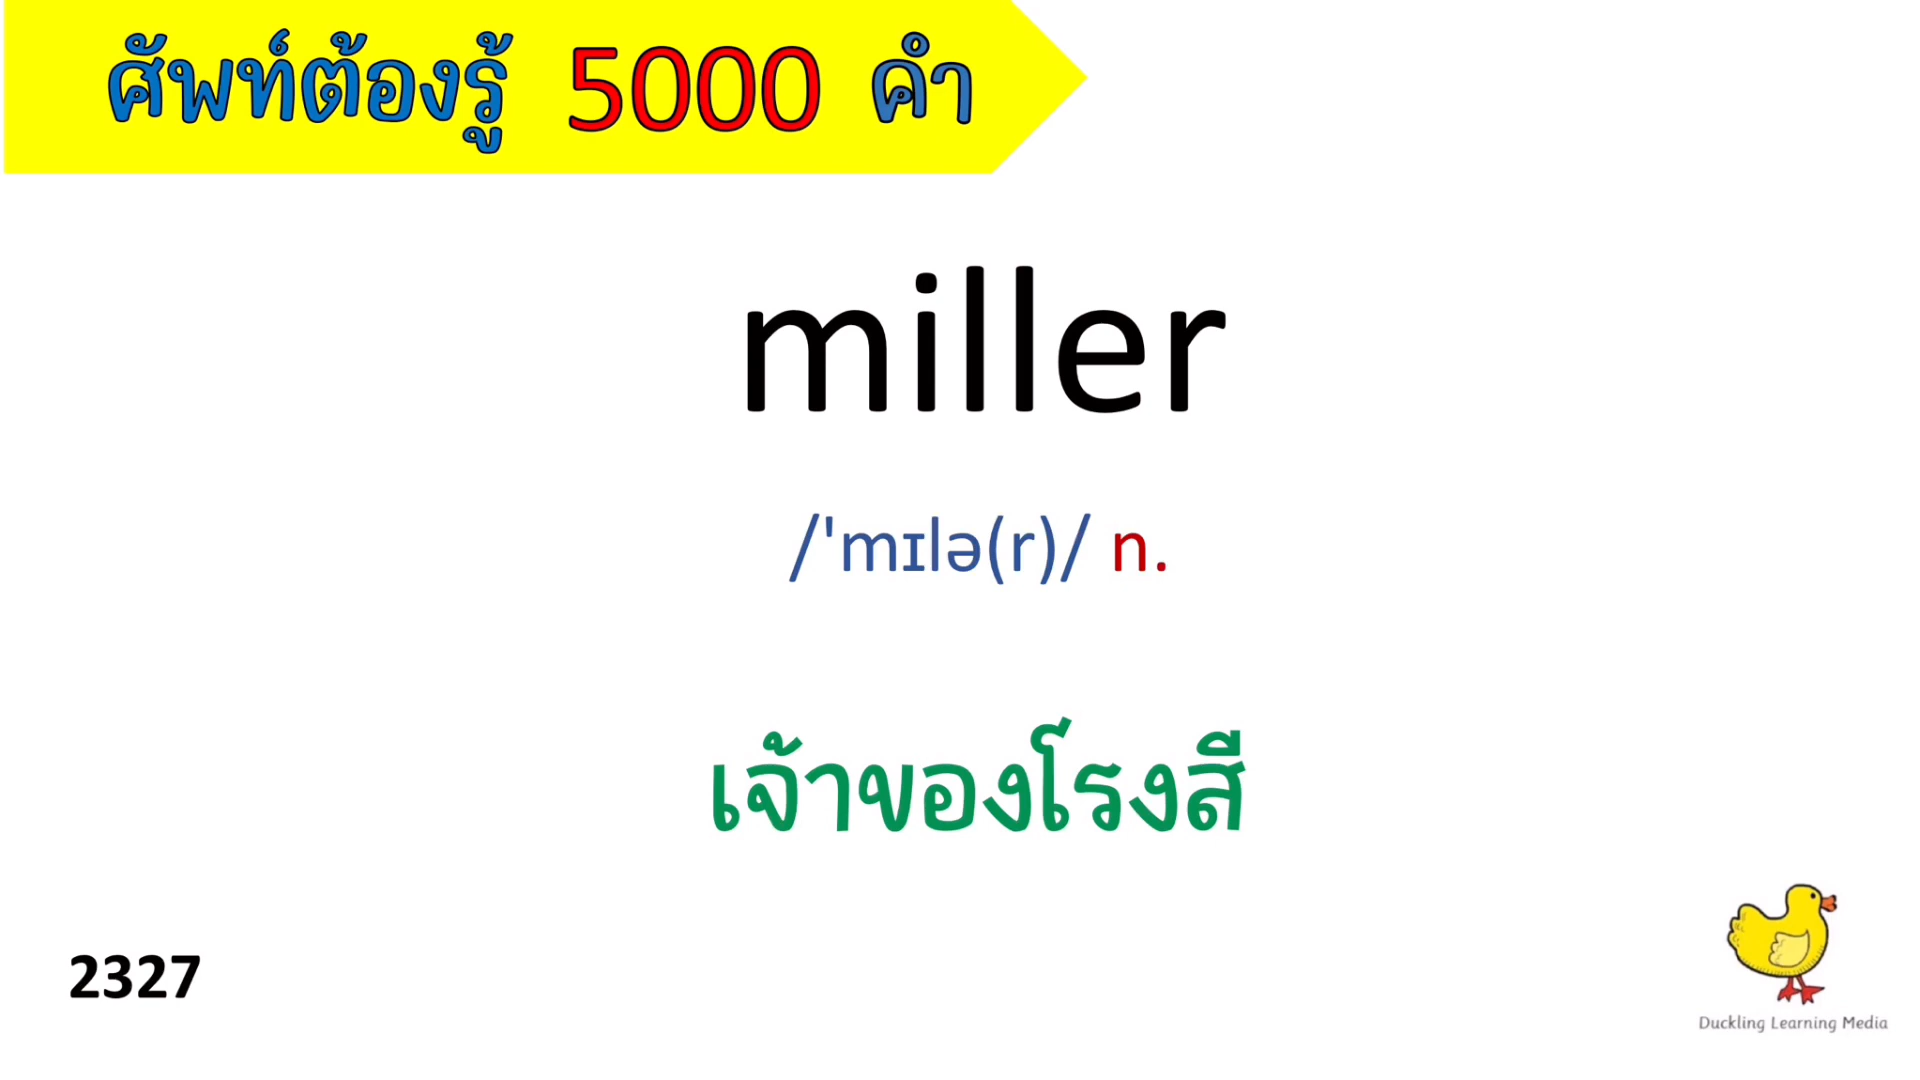 ศัพท์ต้องรู้ 5000 คำ
miller
/ˈmɪlə(r)/ n.
เจ้าของโรงสี
2327
Duckling Learning Media